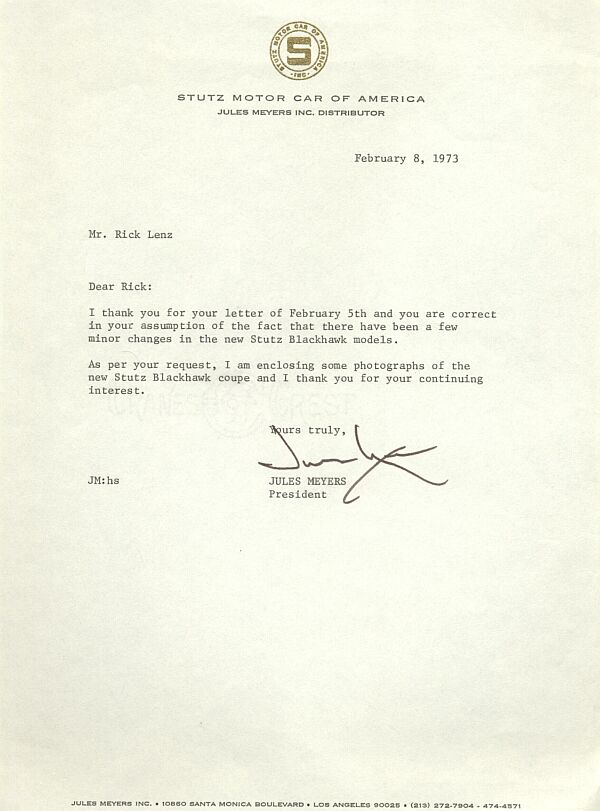 STUTZ MOTOR CAR OF AMERICA
· INC ·
S
STUTZ MOTOR CAR OF AMERICA
JULES MEYERS INC. DISTRIBUTOR
February 8, 1973
Mr. Rick Lenz
Dear Rick:
I thank you for your letter of February 5th and you are correct
in your assumption of the fact that there have been a few
minor changes in the new Stutz Blackhawk models.
As per your request, I am enclosing some photographs of the
new Stutz Blackhawk coupe and I thank you for your continuing
interest.
Yours truly,
JM:hs
JULES MEYERS
President
JULES MEYERS INC. • 10860 SANTA MONICA BOULEVARD • LOS ANGELES 90025 • (213) 272-7904 - 474-4571